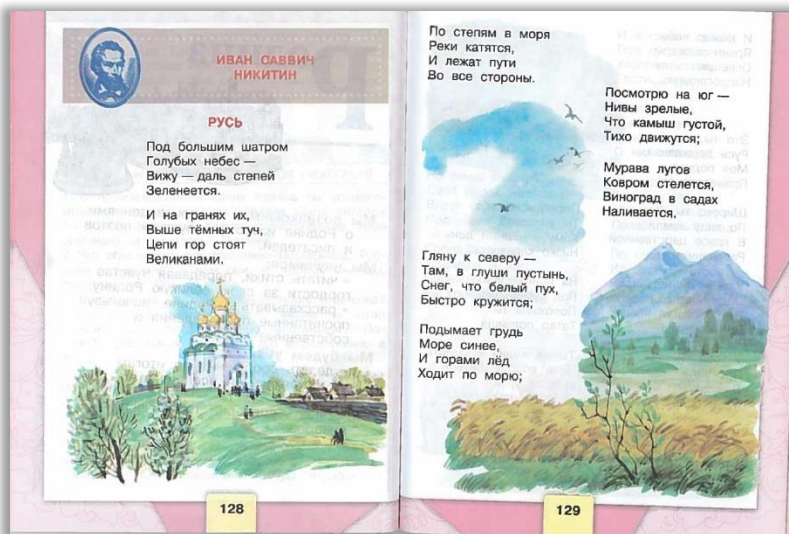 ИВАН САВВИЧ
НИКИТИН
РУСЬ
Под большим шатром
Голубых небес —
Вижу — даль степей
Зеленеется.
И на гранях их,
Выше тёмных туч,
Цепи гор стоят
Великанами.
128
По степям в моря
Реки катятся,
И лежат пути
Во все стороны.
Посмотрю на юг —
Нивы зрелые,
Что камыш густой,
Тихо движутся;
Мурава лугов
Ковром стелется,
Виноград в садах
Наливается.
Гляну к северу —
Там, в глуши пустынь,
Снег, что белый пух,
Быстро кружится;
Подымает грудь
Море синее,
И горами лёд
Ходит по морю;
129